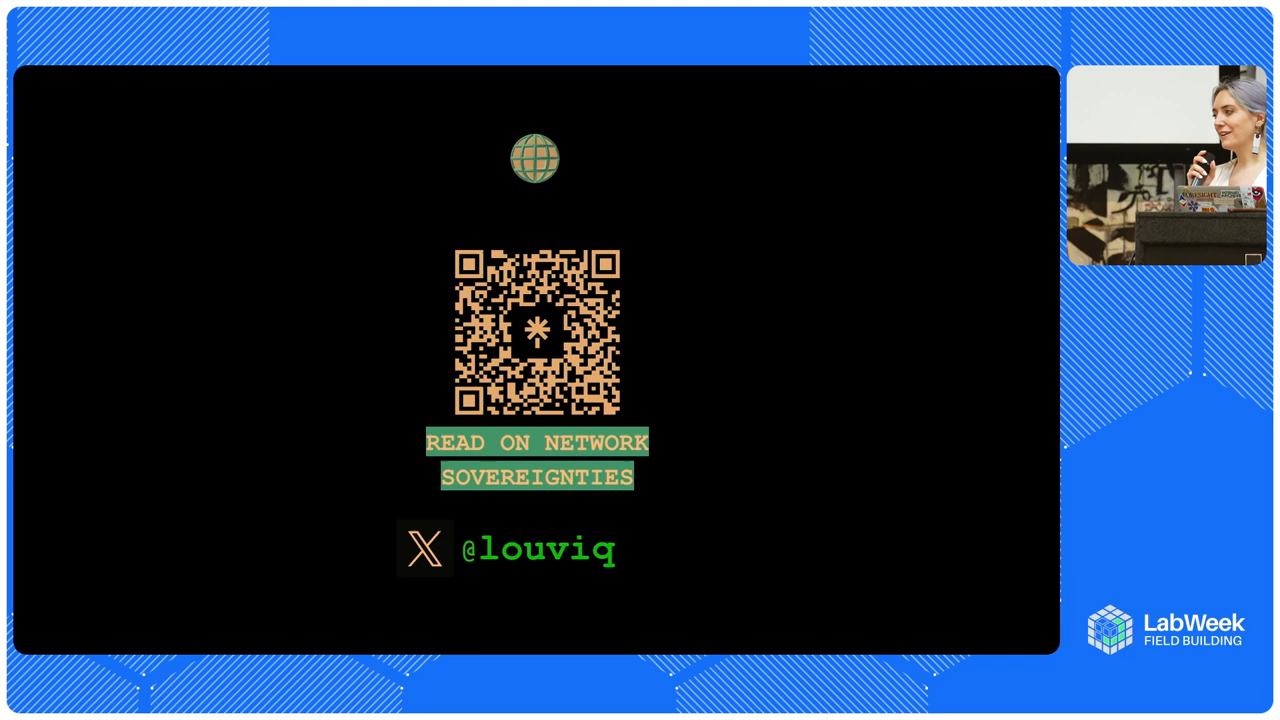 READ ON NETWORK
SOVEREIGNTIES
@louviq
LabWeek
FIELD BUILDING